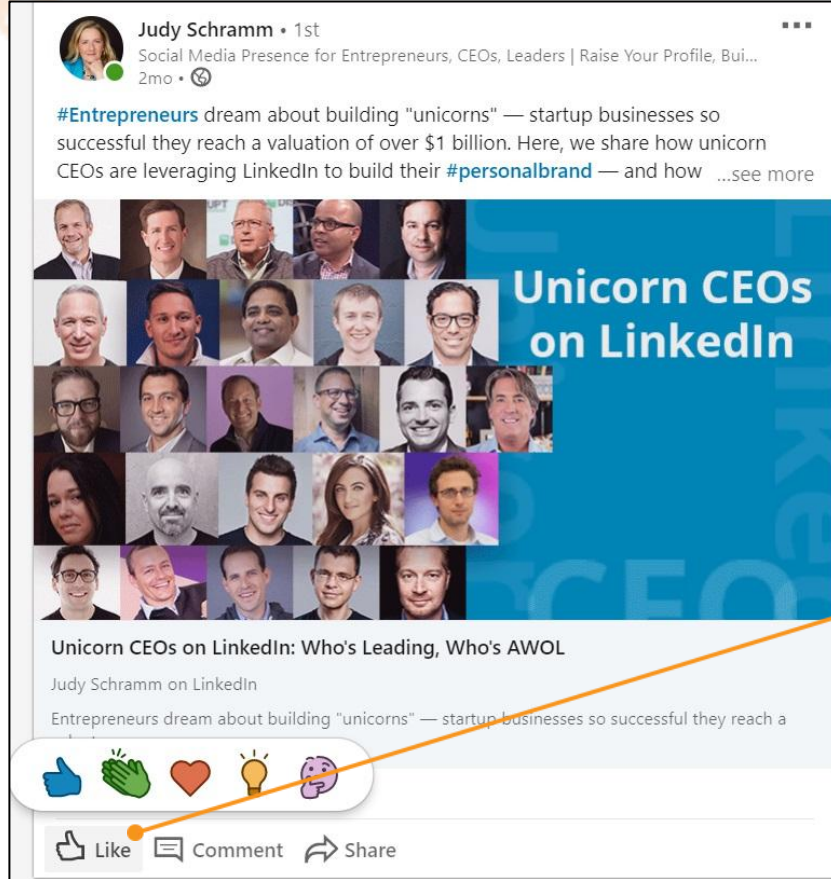 Judy Schramm • 1st
Social Media Presence for Entrepreneurs, CEOs, Leaders | Raise Your Profile, Bui...
2mo •
#Entrepreneurs dream about building "unicorns" — startup businesses so
successful they reach a valuation of over $1 billion. Here, we share how unicorn
CEOs are leveraging LinkedIn to build their #personalbrand — and how ...see more
Unicorn CEOs
on LinkedIn
CEO
Unicorn CEOs on LinkedIn: Who's Leading, Who's AWOL
Judy Schramm on LinkedIn
Entrepreneurs dream about building "unicorns" — startup businesses so successful they reach a
Like Comment Share